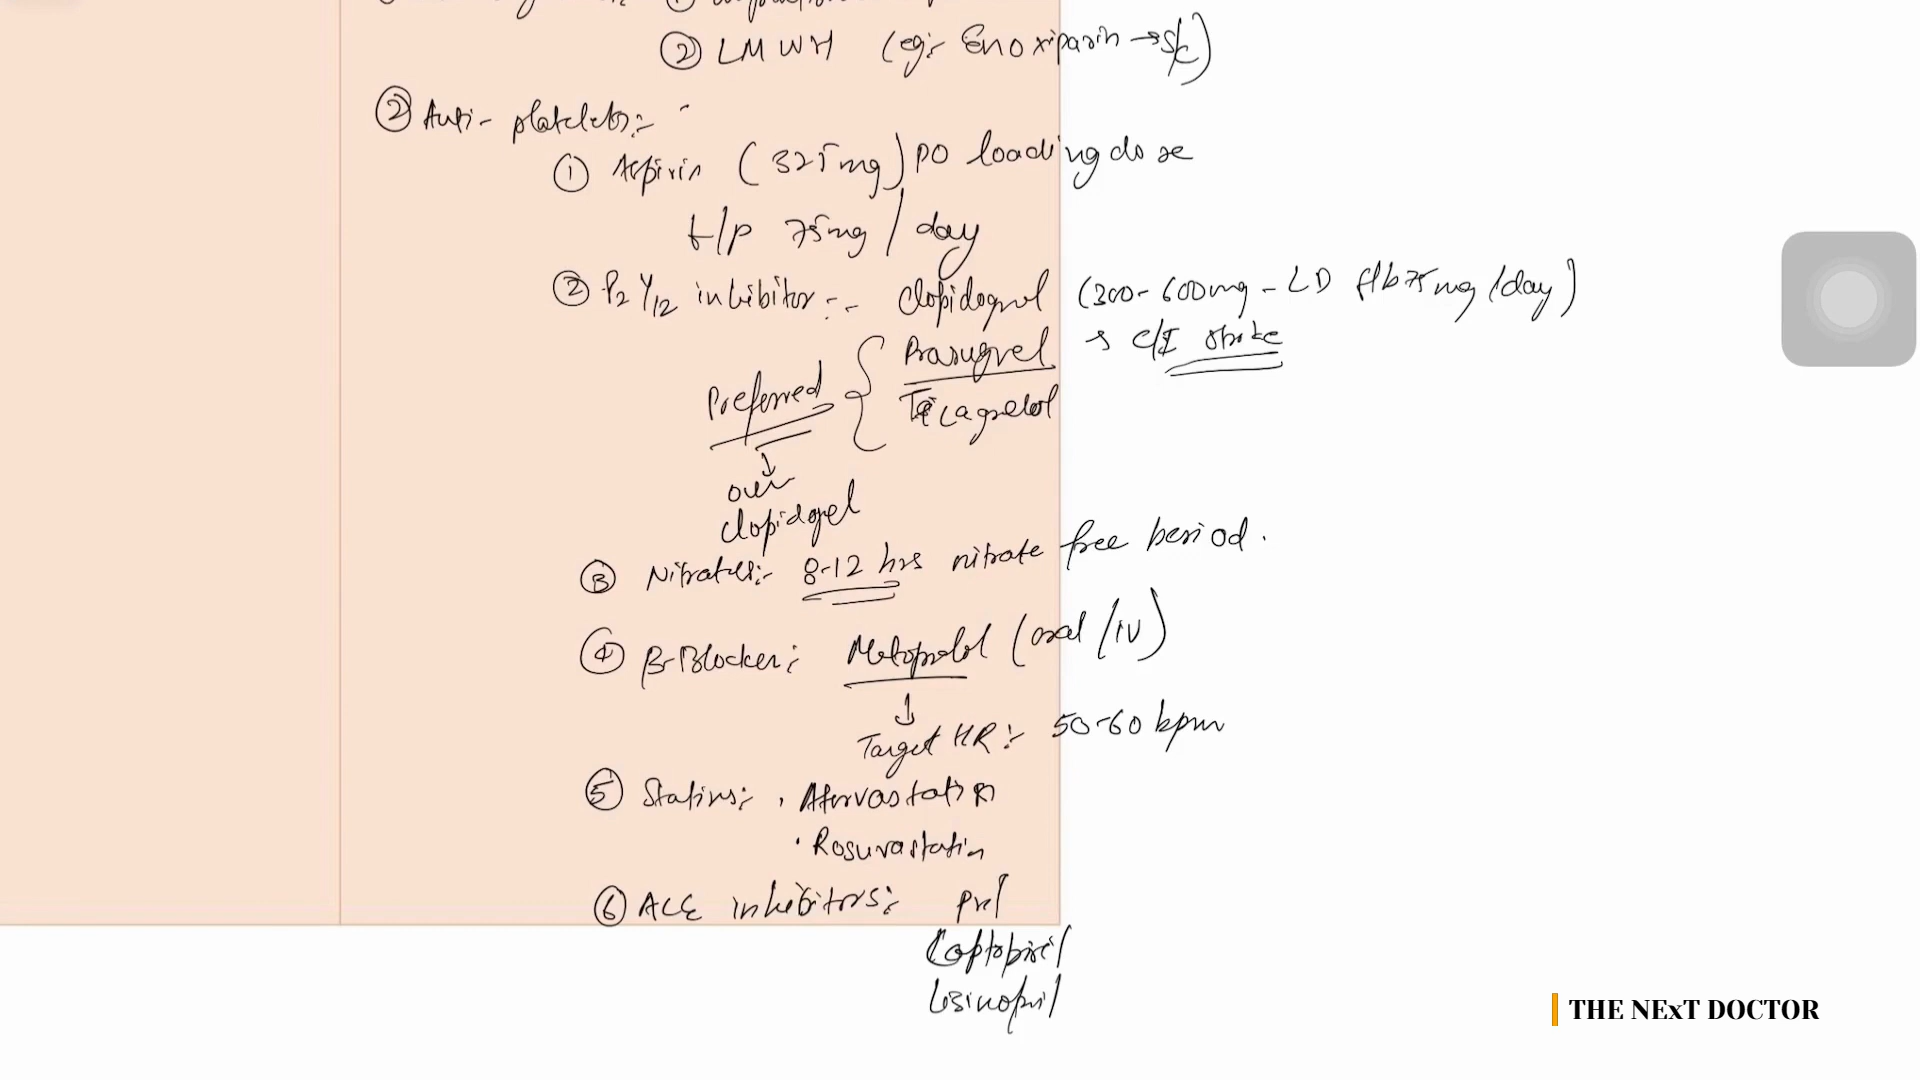 ② LMWH (eg:- Enoxiparin → S/C)
② Anti-platelets:-
① Aspirin (325mg) PO loading dose
f/b 75mg / day
② P2Y12 inhibitor:- Clopidogrel (300-600mg - LD f/b 75mg/day)
Prasugrel → C/I stroke
Preferred
Ticagrelol
over
clopidogrel
③ Nitrates:- 8-12 hrs nitrate free period.
④ β-Blocker: Metoprolol (oral / IV)
Target HR:- 50-60 bpm
⑤ Statins:- • Atorvastatin
• Rosuvastatin
⑥ ACE inhibitors:- Pril
Captopril
Lisinopril
THE NExT DOCTOR